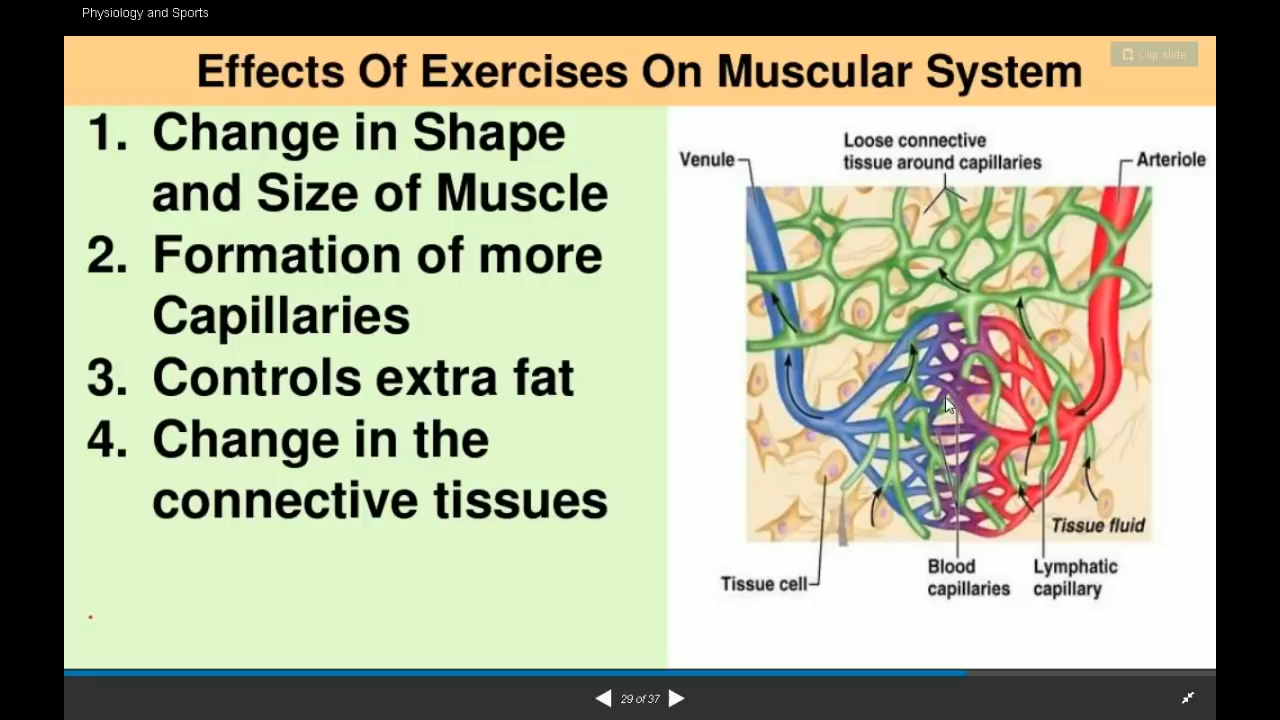 Physiology and Sports
Effects Of Exercises On Muscular System
Clip slide
1. Change in Shape
and Size of Muscle
2. Formation of more
Capillaries
3. Controls extra fat
4. Change in the
connective tissues
Venule
Loose connective
tissue around capillaries
Arteriole
Tissue fluid
Tissue cell
Blood
capillaries
Lymphatic
capillary
29 of 37